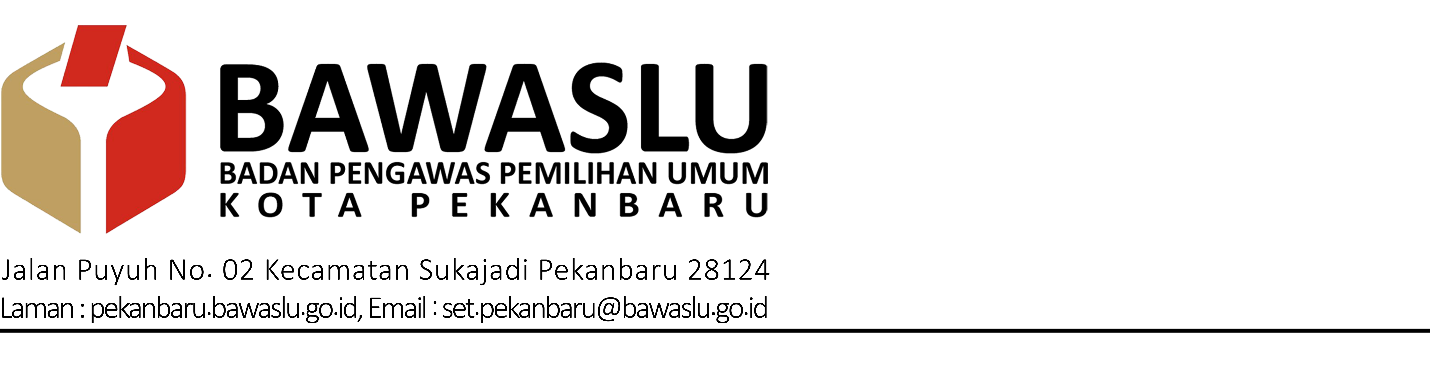 BAWASLU
BADAN PENGAWAS PEMILIHAN UMUM
KOTA PEKANBARU
Jalan Puyuh No. 02 Kecamatan Sukajadi Pekanbaru 28124
Laman : pekanbaru.bawaslu.go.id, Email : set.pekanbaru@bawaslu.go.id